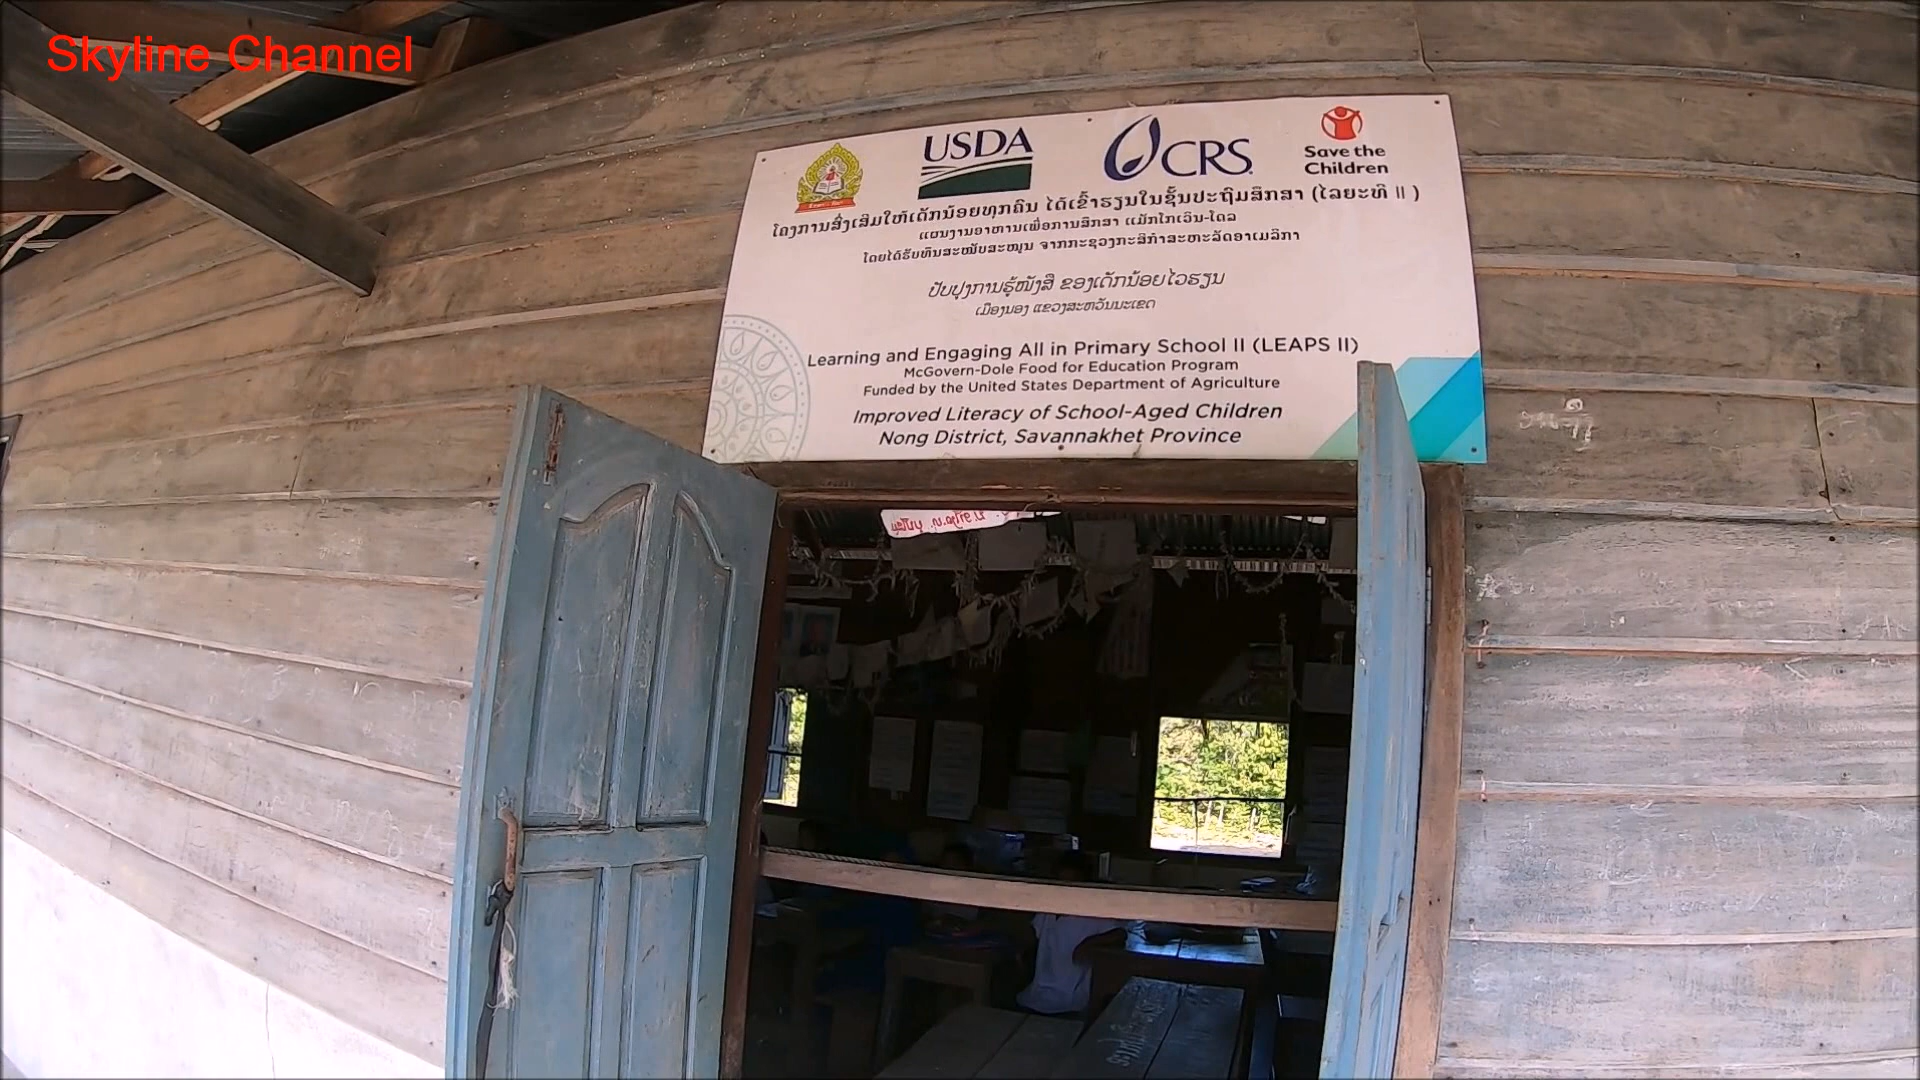 Skyline Channel
USDA
CRS
Save the
Children
ໂຄງການສົ່ງເສີມໃຫ້ເດັກນ້ອຍທຸກຄົນ ໄດ້ເຂົ້າຮຽນໃນຊັ້ນປະຖົມສຶກສາ (ໄລຍະທີ II )
ແຜນງານອາຫານເພື່ອການສຶກສາ ແມັກໂກເວິນ-ໂດລ
ໂດຍໄດ້ຮັບທຶນສະໜັບສະໜູນ ຈາກກະຊວງກະສິກຳສະຫະລັດອາເມລິກາ
ປັບປຸງການຮູ້ໜັງສື ຂອງເດັກນ້ອຍໄວຮຽນ
ເມືອງນອງ ແຂວງສະຫວັນນະເຂດ
Learning and Engaging All in Primary School II (LEAPS II)
McGovern-Dole Food for Education Program
Funded by the United States Department of Agriculture
Improved Literacy of School-Aged Children
Nong District, Savannakhet Province